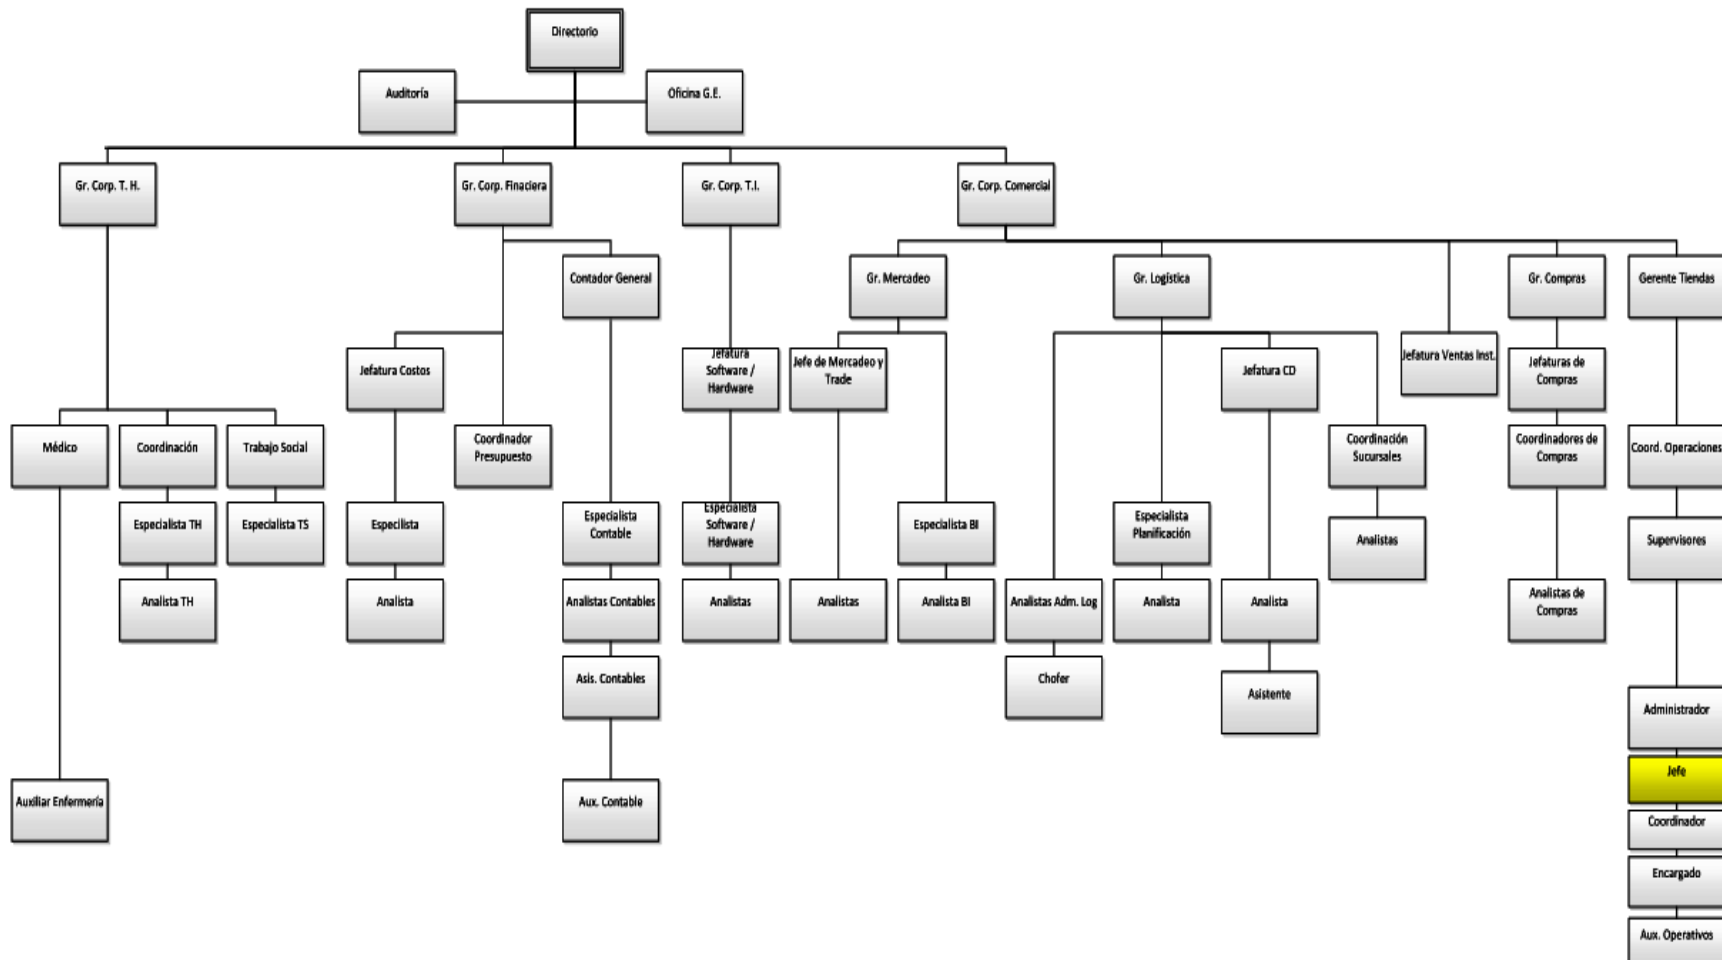 Directorio
Auditoría
Oficina G.E.
Gr. Corp. T. H.
Gr. Corp. Finaciera
Gr. Corp. T.I.
Gr. Corp. Comercial
Contador General
Gr. Mercadeo
Gr. Logística
Gr. Compras
Gerente Tiendas
Jefatura Costos
Jefatura
Software /
Hardware
Jefe de Mercadeo y
Trade
Jefatura CD
Jefatura Ventas Inst.
Jefaturas de
Compras
Médico
Coordinación
Trabajo Social
Coordinador
Presupuesto
Coordinación
Sucursales
Coordinadores de
Compras
Coord. Operaciones
Especialista TH
Especialista TS
Especilista
Especialista
Contable
Especialista
Software /
Hardware
Especialista BI
Especialista
Planificación
Analistas
Supervisores
Analista TH
Analista
Analistas Contables
Analistas
Analistas
Analista BI
Analistas Adm. Log
Analista
Analista
Analistas de
Compras
Asis. Contables
Chofer
Asistente
Administrador
Jefe
Auxiliar Enfermería
Aux. Contable
Coordinador
Encargado
Aux. Operativos